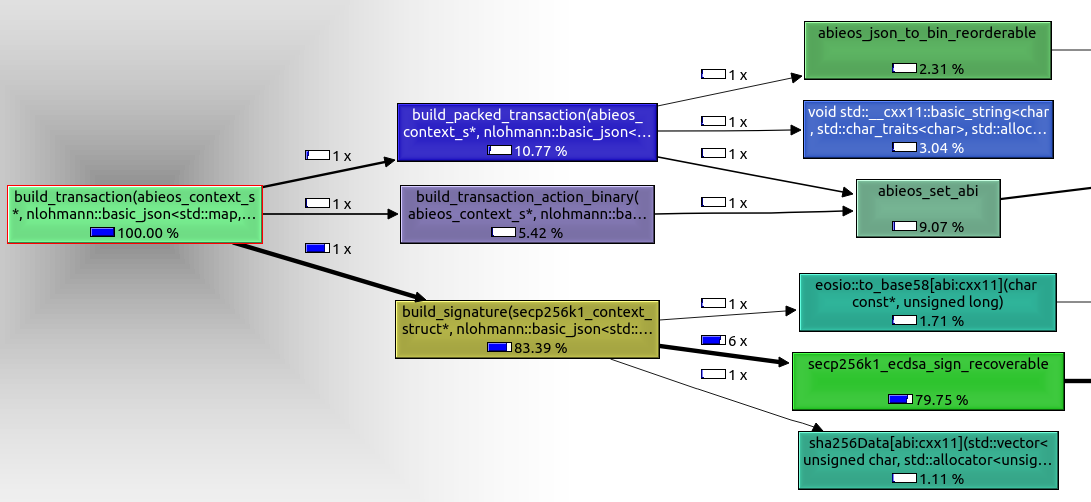 build_transaction(abieos_context_s
*, nlohmann::basic_json<std::map,...
100.00 %
1 x
1 x
1 x
build_packed_transaction(abieos_
context_s*, nlohmann::basic_json<...
10.77 %
build_transaction_action_binary(
abieos_context_s*, nlohmann::ba...
5.42 %
build_signature(secp256k1_context_
struct*, nlohmann::basic_json<std::...
83.39 %
1 x
1 x
1 x
1 x
1 x
6 x
1 x
abieos_json_to_bin_reorderable
2.31 %
void std::__cxx11::basic_string<char
, std::char_traits<char>, std::alloc...
3.04 %
abieos_set_abi
9.07 %
eosio::to_base58[abi:cxx11](char
const*, unsigned long)
1.71 %
secp256k1_ecdsa_sign_recoverable
79.75 %
sha256Data[abi:cxx11](std::vector<
unsigned char, std::allocator<unsig...
1.11 %